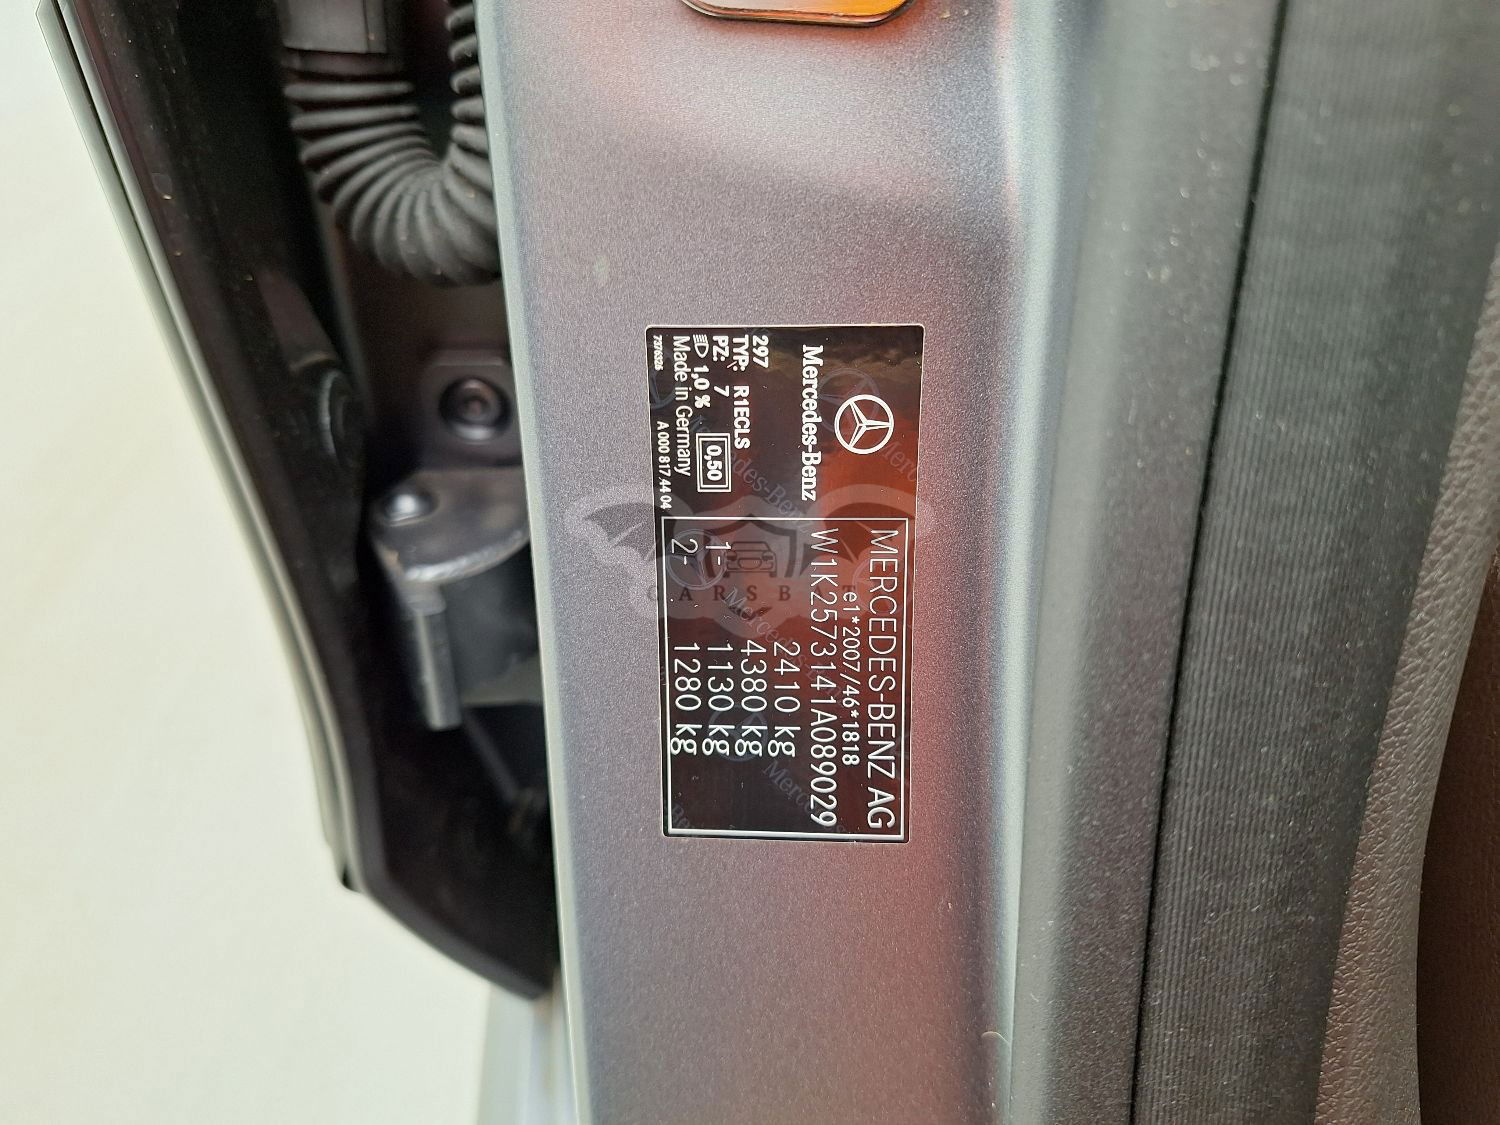 Mercedes-Benz
297
TYP: R1ECLS
PZ: 7
1,0 %
0,50
Made in Germany
A 000 817 44 04
MERCEDES-BENZ AG
e1*2007/46*1818
W1K2573141A089029
2410 kg
4380 kg
1- 1130 kg
2- 1280 kg
CARSBAT